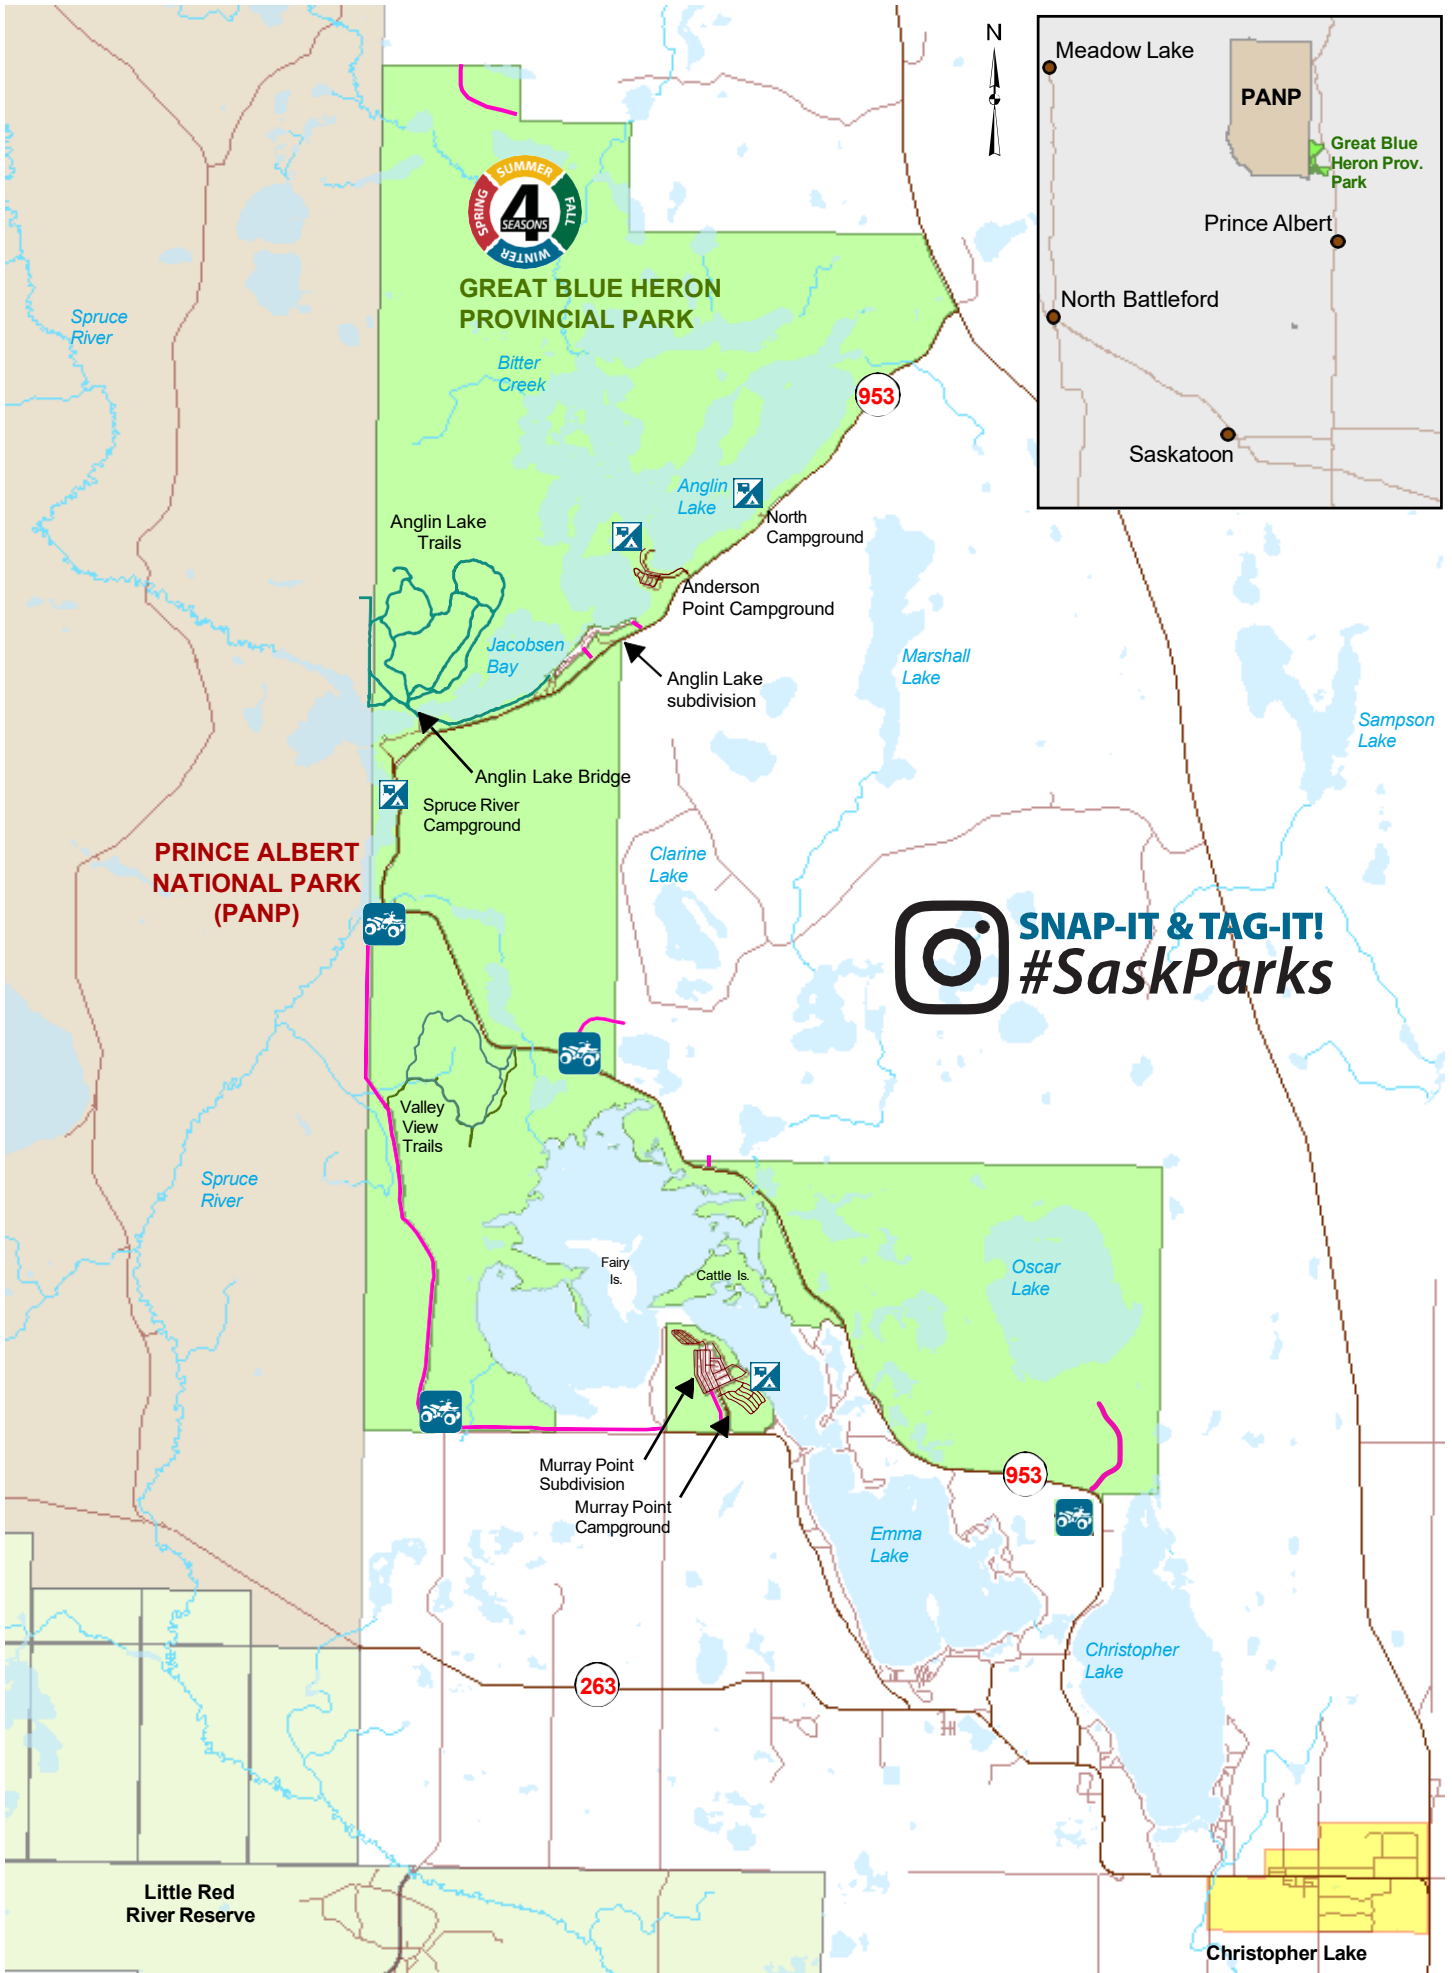 N
Meadow Lake
PANP
Great Blue
Heron Prov.
Park
Prince Albert
North Battleford
Saskatoon
SUMMER
SPRING
FALL
WINTER
4
SEASONS
GREAT BLUE HERON
PROVINCIAL PARK
Spruce
River
Bitter
Creek
953
Anglin
Lake
North
Campground
Anglin Lake
Trails
Anderson
Point Campground
Jacobsen
Bay
Anglin Lake
subdivision
Marshall
Lake
Sampson
Lake
Anglin Lake Bridge
Spruce River
Campground
PRINCE ALBERT
NATIONAL PARK
(PANP)
Clarine
Lake
SNAP-IT & TAG-IT!
#SaskParks
Valley
View
Trails
Spruce
River
Fairy
Is.
Cattle Is.
Oscar
Lake
Murray Point
Subdivision
Murray Point
Campground
953
Emma
Lake
Christopher
Lake
263
Little Red
River Reserve
Christopher Lake